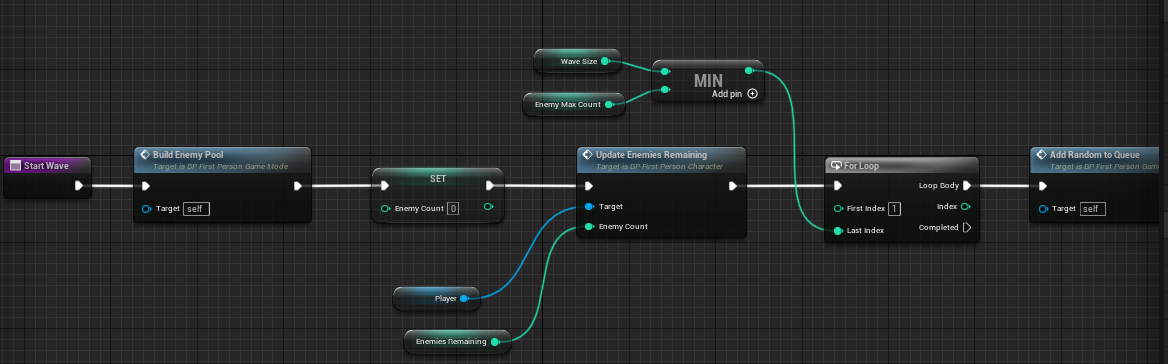 Wave Size
MIN
Add pin
Enemy Max Count
Start Wave
Build Enemy Pool
Target is DP First Person Game Mode
Target self
SET
Enemy Count 0
Update Enemies Remaining
Target is DP First Person Character
Target
Enemy Count
For Loop
Loop Body
First Index 1
Index
Last Index
Completed
Add Random to Queue
Target is DP First Person Gam
Target self
Player
Enemies Remaining